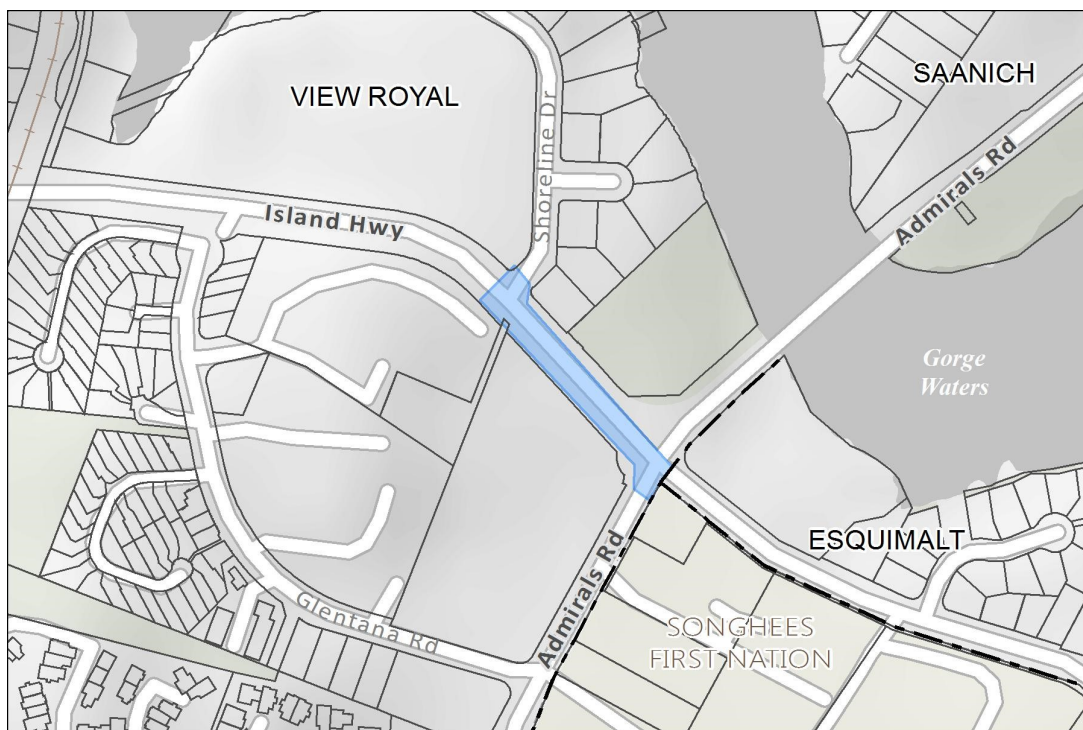 SAANICH
VIEW ROYAL
Admirals Rd
Shoreline Dr
Island Hwy
Gorge
Waters
ESQUIMALT
Admirals Rd
Glentana Rd
SONGHEES
FIRST NATION